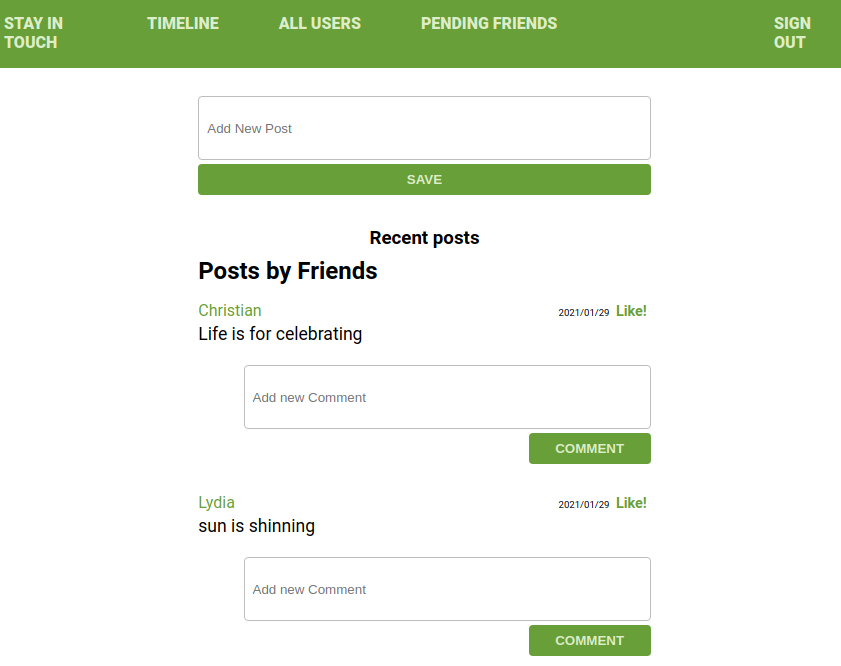 STAY IN TOUCH
TIMELINE
ALL USERS
PENDING FRIENDS
SIGN OUT
Add New Post
SAVE
Recent posts
Posts by Friends
Christian 2021/01/29 Like!
Life is for celebrating
Add new Comment
COMMENT
Lydia 2021/01/29 Like!
sun is shinning
Add new Comment
COMMENT